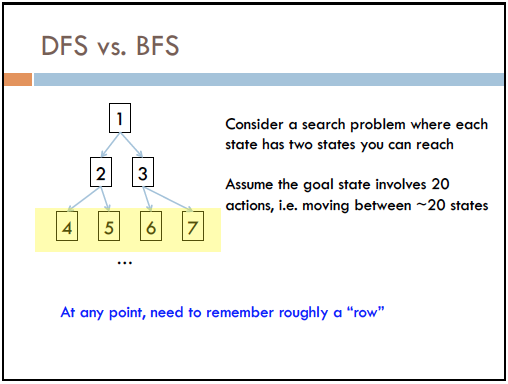 DFS vs. BFS
1
Consider a search problem where each
state has two states you can reach
2 3
Assume the goal state involves 20
actions, i.e. moving between ~20 states
4 5 6 7
...
At any point, need to remember roughly a “row”